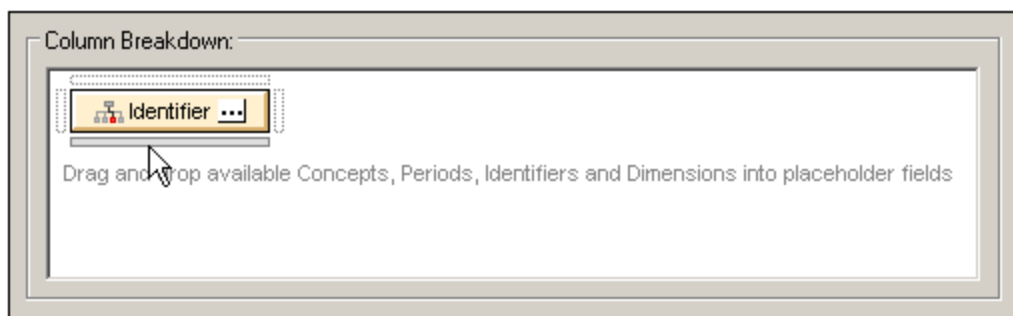 Column Breakdown:
Identifier ...
Drag and drop available Concepts, Periods, Identifiers and Dimensions into placeholder fields